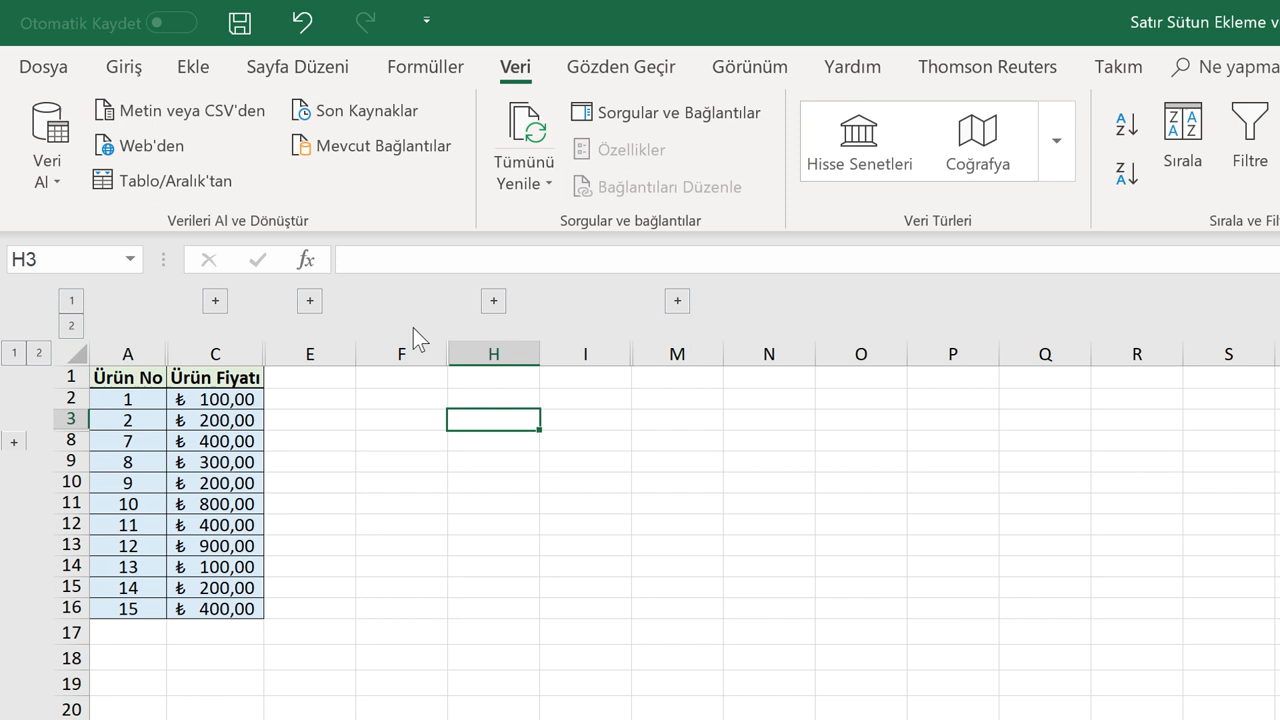 Otomatik Kaydet
Satır Sütun Ekleme v
Dosya Giriş Ekle Sayfa Düzeni Formüller Veri Gözden Geçir Görünüm Yardım Thomson Reuters Takım Ne yapma
Veri Al
Metin veya CSV'den
Web'den
Tablo/Aralık'tan
Son Kaynaklar
Mevcut Bağlantılar
Verileri Al ve Dönüştür
Tümünü Yenile
Sorgular ve Bağlantılar
Özellikler
Bağlantıları Düzenle
Sorgular ve bağlantılar
Hisse Senetleri
Coğrafya
Veri Türleri
A Z
Z A
Z A A Z
Sırala
Filtre
Sırala ve Fil
H3 fx
1 + + + +
2
1 2 A C E F H I M N O P Q R S
1 Ürün No Ürün Fiyatı
2 1 ₺ 100,00
3 2 ₺ 200,00
+ 8 7 ₺ 400,00
9 8 ₺ 300,00
10 9 ₺ 200,00
11 10 ₺ 800,00
12 11 ₺ 400,00
13 12 ₺ 900,00
14 13 ₺ 100,00
15 14 ₺ 200,00
16 15 ₺ 400,00
17
18
19
20